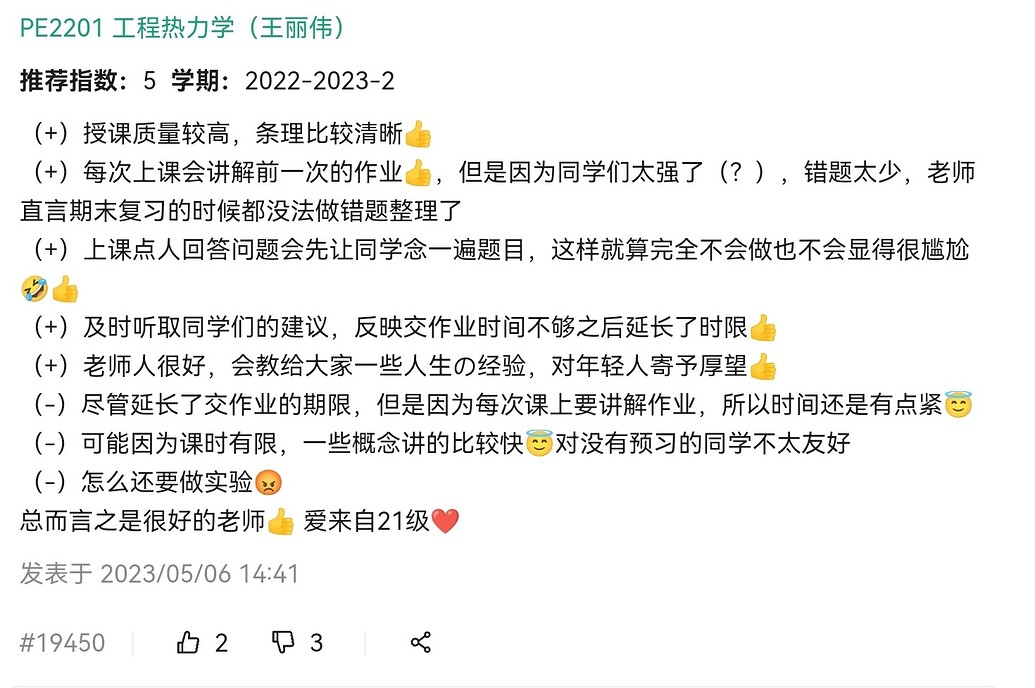 PE2201 工程热力学（王丽伟）
推荐指数：5 学期：2022-2023-2
（+）授课质量较高，条理比较清晰👍
（+）每次上课会讲解前一次的作业👍，但是因为同学们太强了（？），错题太少，老师
直言期末复习的时候都没法做错题整理了
（+）上课点人回答问题会先让同学念一遍题目，这样就算完全不会做也不会显得很尴尬
🤣👍
（+）及时听取同学们的建议，反映交作业时间不够之后延长了时限👍
（+）老师人很好，会教给大家一些人生の经验，对年轻人寄予厚望👍
（-）尽管延长了交作业的期限，但是因为每次课上要讲解作业，所以时间还是有点紧😇
（-）可能因为课时有限，一些概念讲的比较快😇对没有预习的同学不太友好
（-）怎么还要做实验😡
总而言之是很好的老师👍 爱来自21级❤️
发表于 2023/05/06 14:41
#19450 2 3